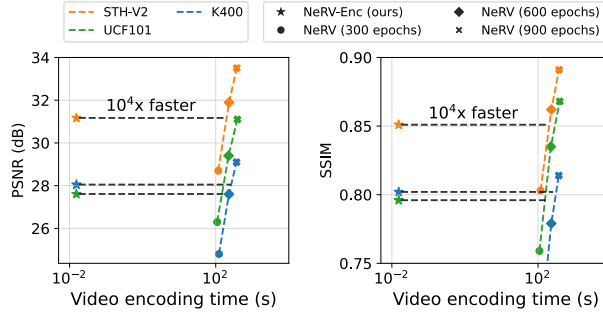 STH-V2
UCF101
K400
NeRV-Enc (ours)
NeRV (300 epochs)
NeRV (600 epochs)
NeRV (900 epochs)
PSNR (dB)
34
32
30
28
26
10⁴x faster
10⁻² 10²
Video encoding time (s)
SSIM
0.90
0.85
0.80
0.75
10⁴x faster
10⁻² 10²
Video encoding time (s)